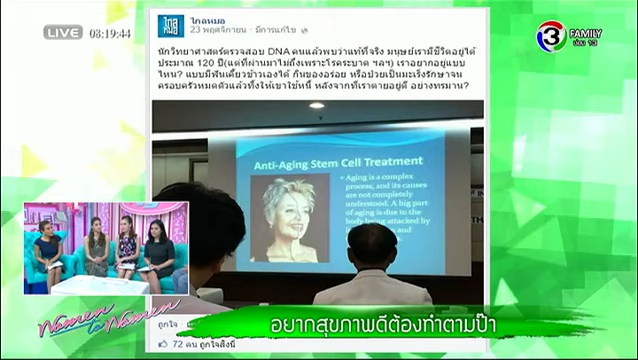 LIVE 08:19:44
3 FAMILY
ช่อง 13
ไกลหมอ
ไกลหมอ
23 พฤศจิกายน · มีการแก้ไข ·
นักวิทยาศาสตร์ตรวจสอบ DNA คนแล้วพบว่าแท้ที่จริง มนุษย์เรามีชีวิตอยู่ได้
ประมาณ 120 ปี(แต่ที่ผ่านมาไม่ถึงเพราะโรคระบาด ฯลฯ) เราอยากอยู่แบบ
ไหน? แบบมีฟันเคี้ยวข้าวเองได้ กินของอร่อย หรือป่วยเป็นมะเร็งรักษาจน
ครอบครัวหมดตัวแล้วทิ้งให้เขาใช้หนี้ หลังจากที่เราตายอยู่ดี อย่างทรมาน?
Anti-Aging Stem Cell Treatment
Aging is a complex
process, and its causes
are not completely
understood. A big part
of aging is due to the
body being attacked by
and
Women to Women
อยากสุขภาพดีต้องทำตามป๊า
ถูกใจ
72 คน ถูกใจสิ่งนี้